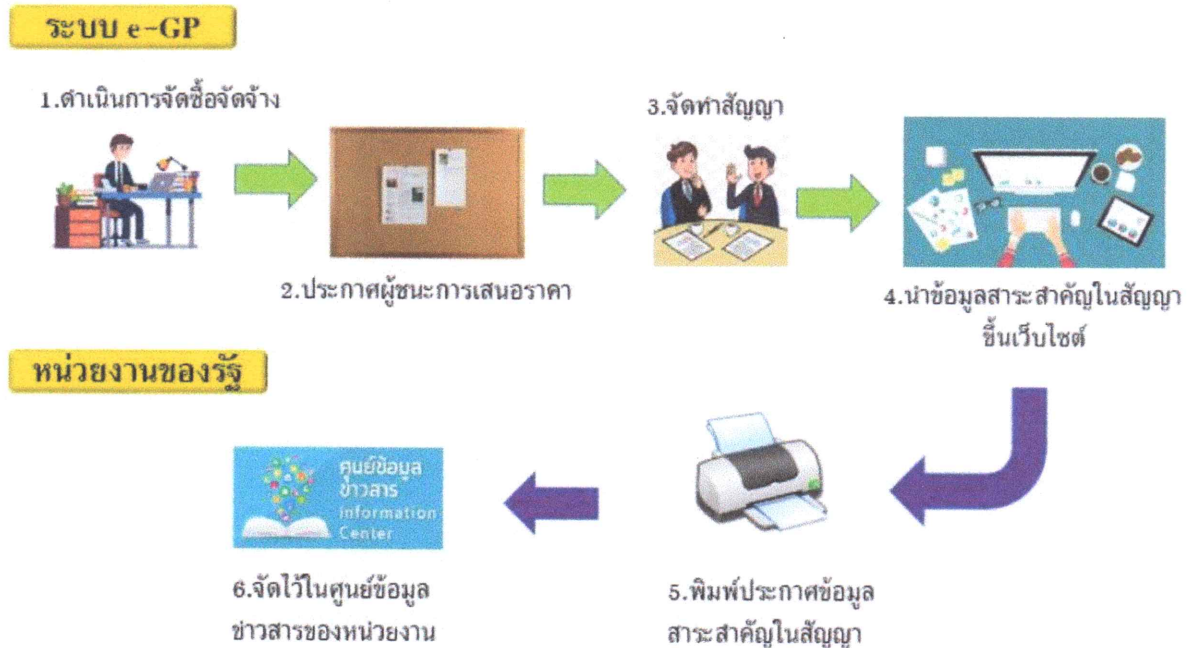 ระบบ e-GP
1.ดำเนินการจัดซื้อจัดจ้าง
2.ประกาศผู้ชนะการเสนอราคา
3.จัดทำสัญญา
4.นำข้อมูลสาระสำคัญในสัญญา
ขึ้นเว็บไซต์
หน่วยงานของรัฐ
5.พิมพ์ประกาศข้อมูล
สาระสำคัญในสัญญา
ศูนย์ข้อมูล
ข่าวสาร
Information
Center
6.จัดไว้ในศูนย์ข้อมูล
ข่าวสารของหน่วยงาน